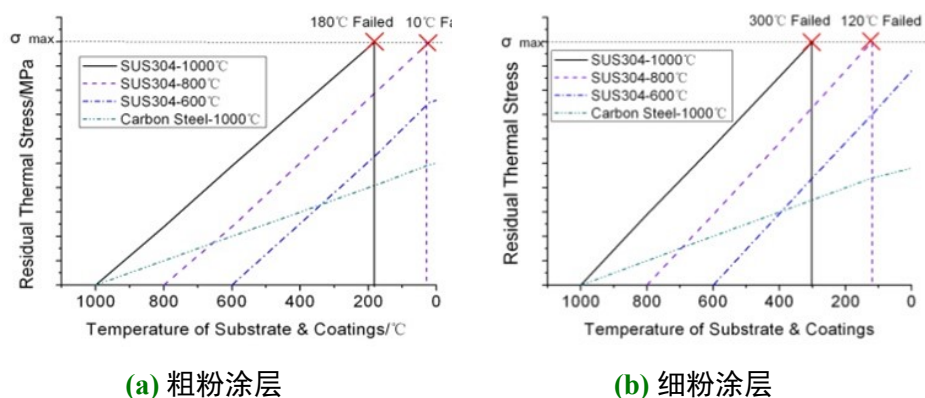 180℃ Failed
10℃ Fa
σ max
SUS304-1000℃
SUS304-800℃
SUS304-600℃
Carbon Steel-1000℃
Residual Thermal Stress/MPa
1000
800
600
400
200
0
Temperature of Substrate & Coatings/℃
(a) 粗粉涂层
300℃ Failed
120℃ Failed
σ max
SUS304-1000℃
SUS304-800℃
SUS304-600℃
Carbon Steel-1000℃
Residual Thermal Stress
1000
800
600
400
200
0
Temperature of Substrate & Coatings
(b) 细粉涂层